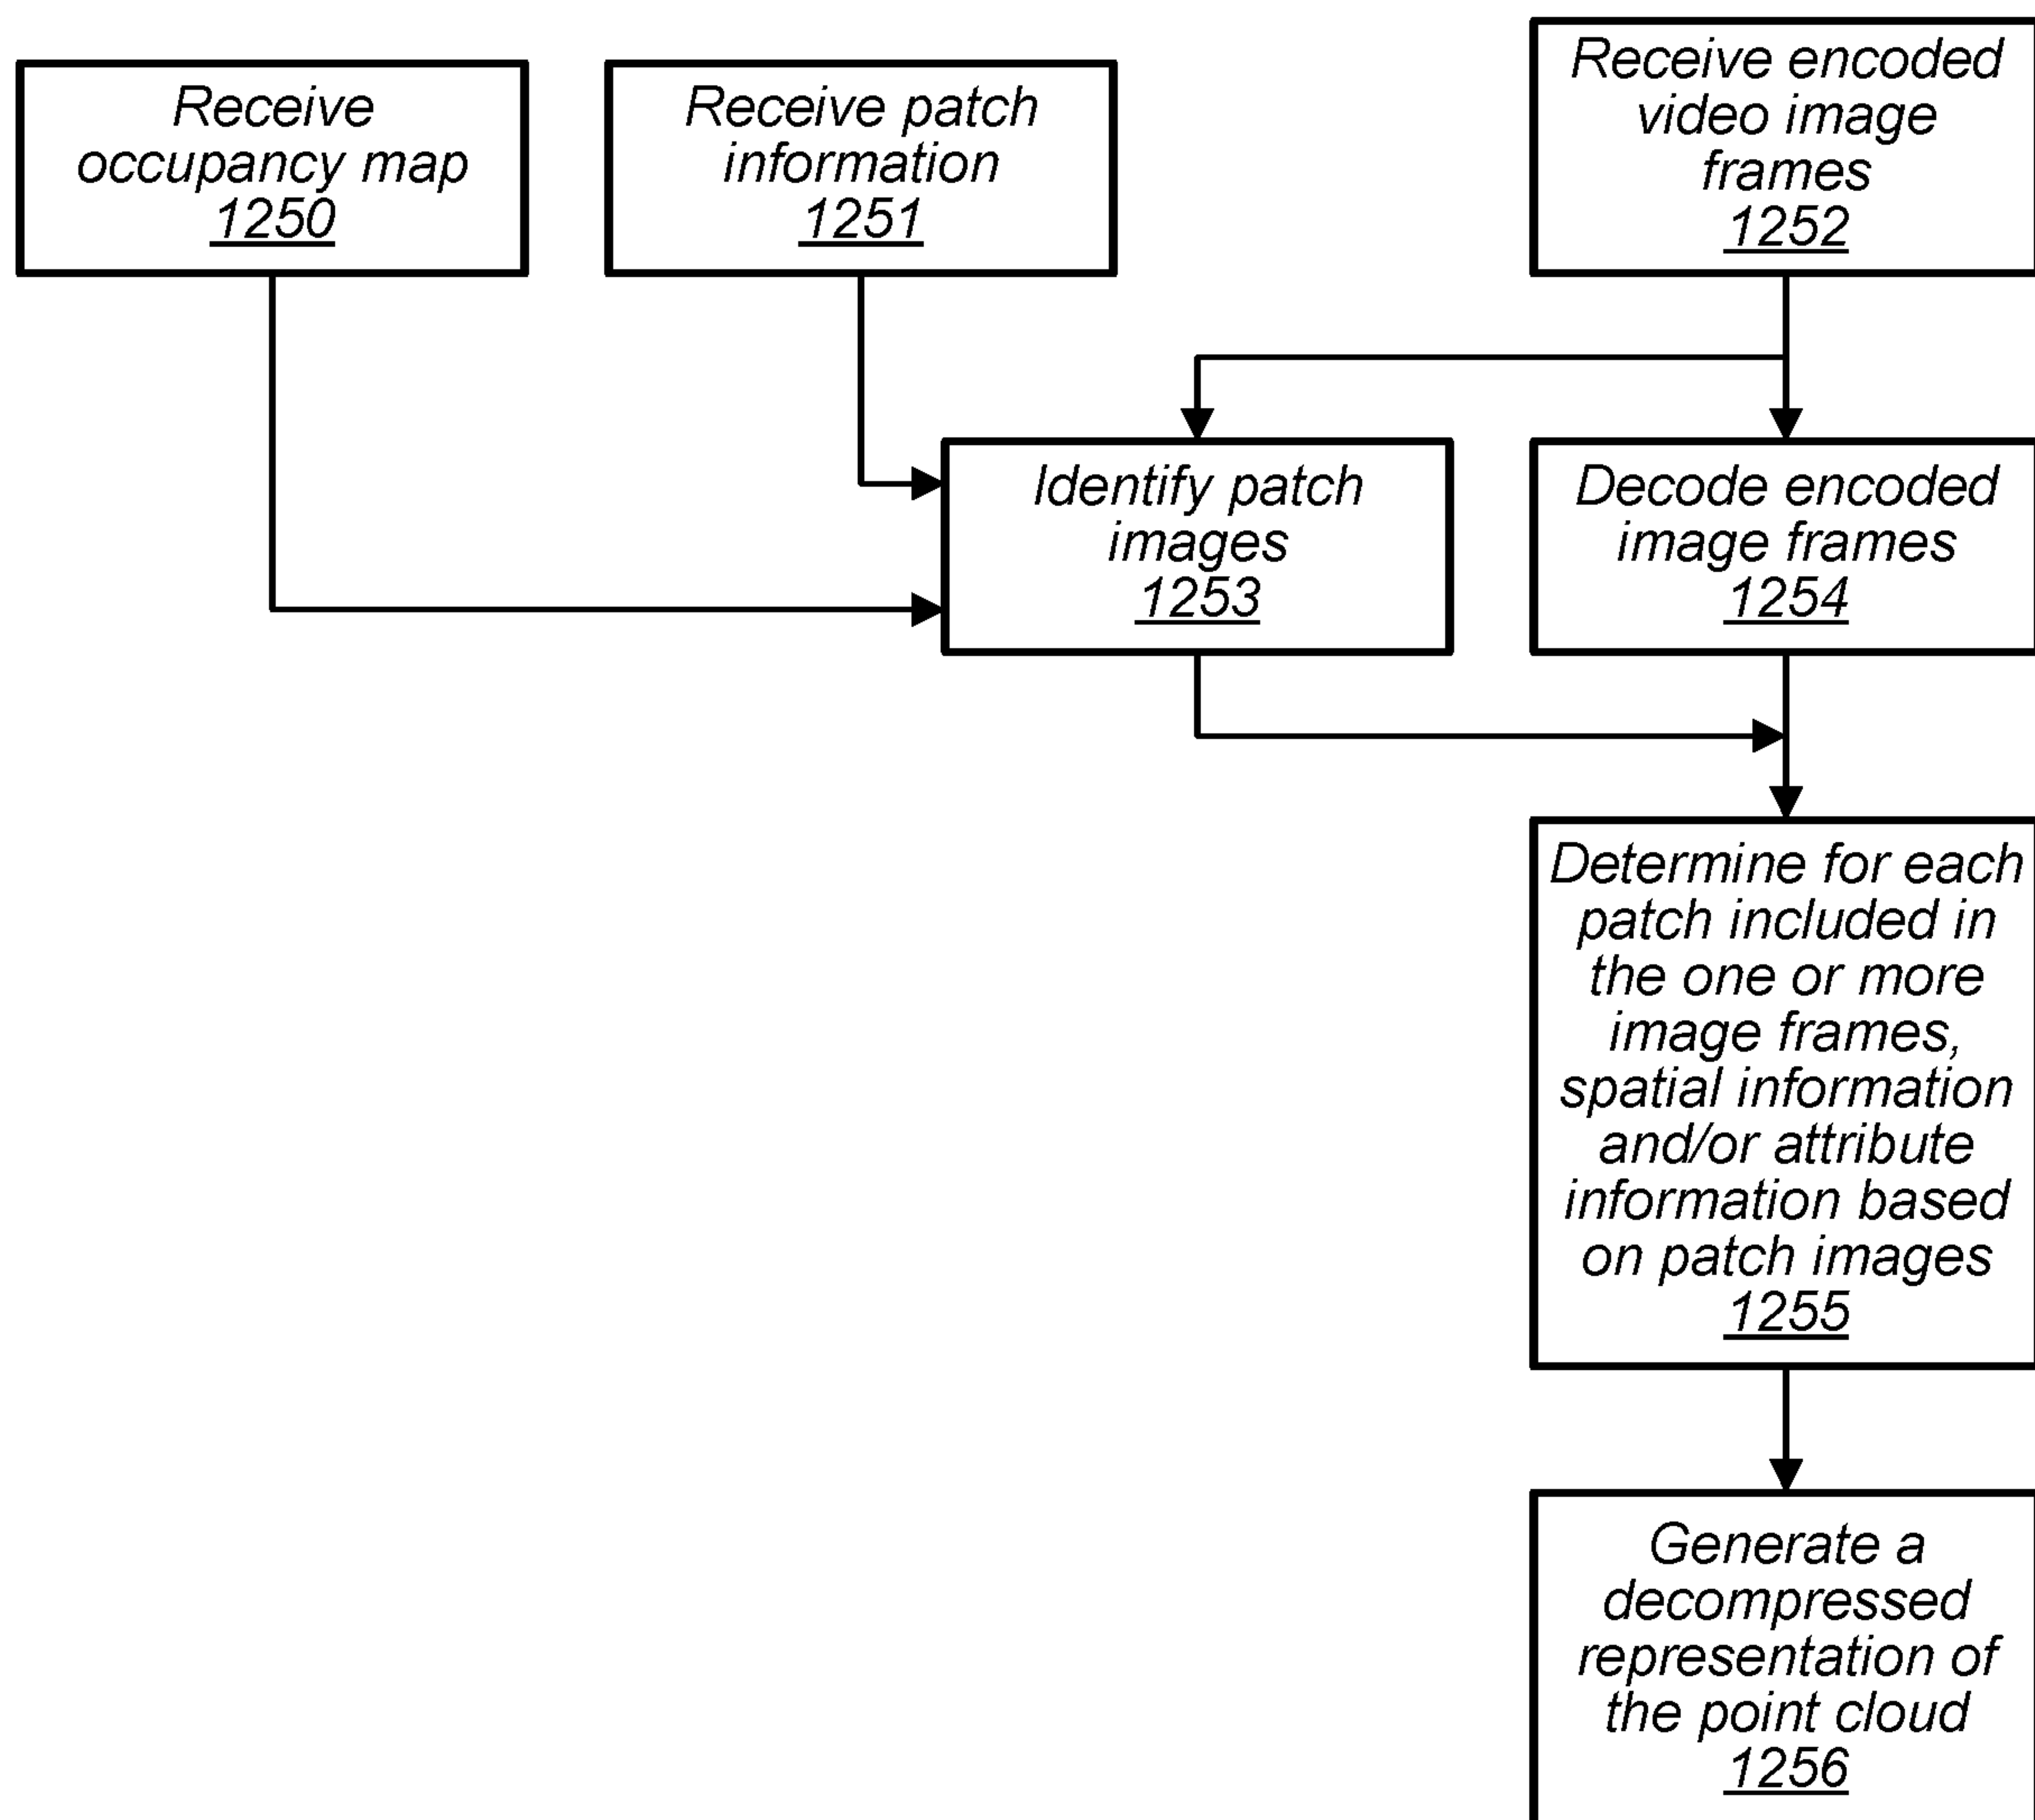 Receive
occupancy map
1250
Receive patch
information
1251
Receive encoded
video image
frames
1252
Identify patch
images
1253
Decode encoded
image frames
1254
Determine for each
patch included in
the one or more
image frames,
spatial information
and/or attribute
information based
on patch images
1255
Generate a
decompressed
representation of
the point cloud
1256